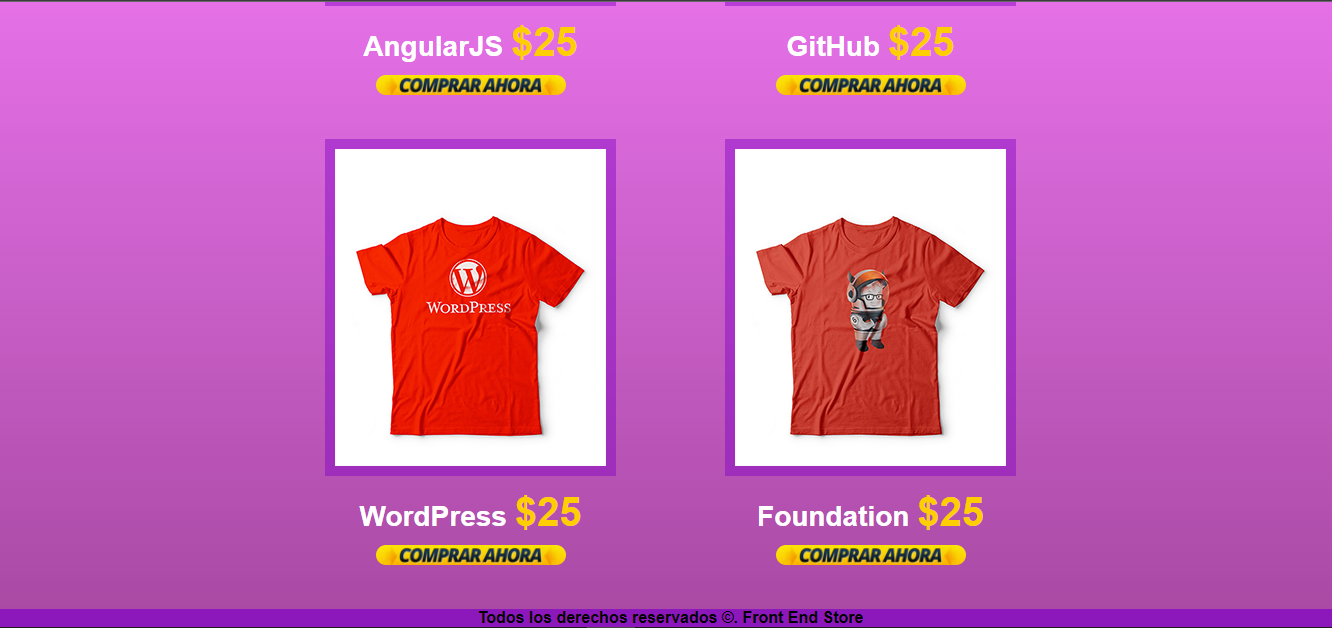 AngularJS $25
GitHub $25
COMPRAR AHORA
COMPRAR AHORA
W
WORDPRESS
WordPress $25
Foundation $25
COMPRAR AHORA
COMPRAR AHORA
Todos los derechos reservados ©. Front End Store